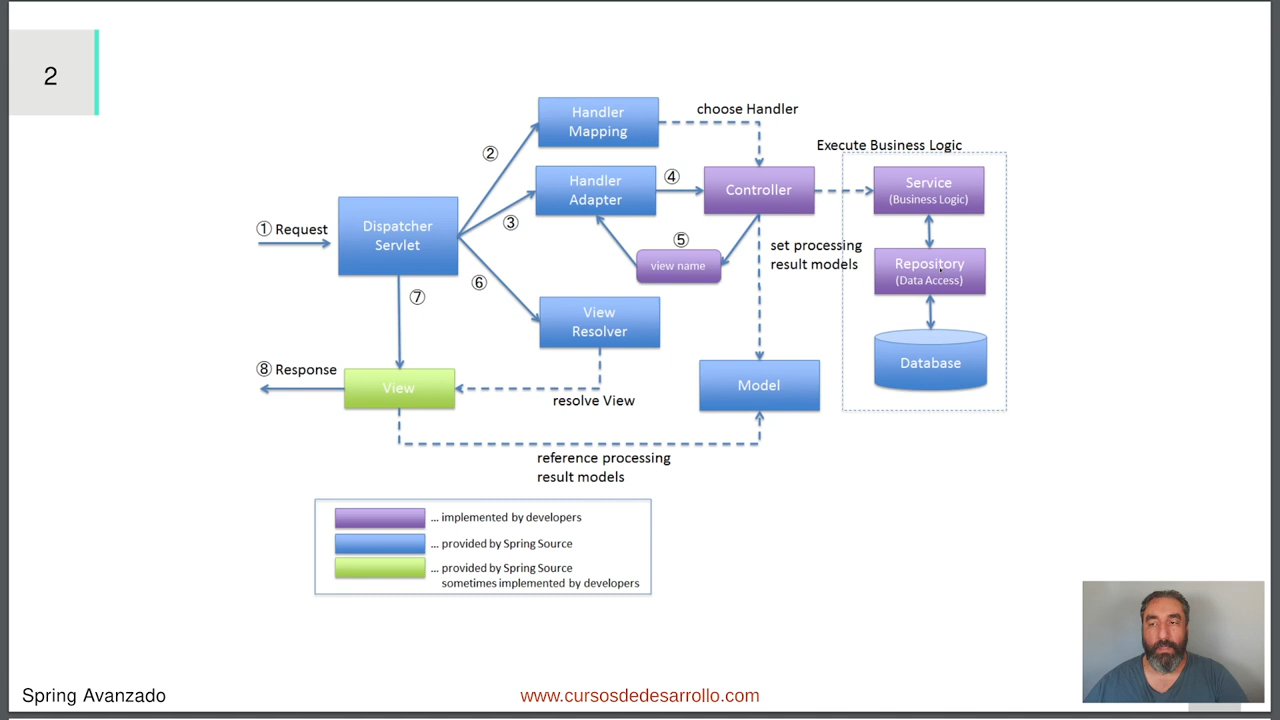 2
Handler
Mapping
choose Handler
Execute Business Logic
②
Handler
Adapter
④
Controller
Service
(Business Logic)
① Request
Dispatcher
Servlet
③
⑤
view name
set processing
result models
Repository
(Data Access)
⑥
⑦
View
Resolver
Database
⑧ Response
View
resolve View
Model
reference processing
result models
... implemented by developers
... provided by Spring Source
... provided by Spring Source
sometimes implemented by developers
Spring Avanzado
www.cursosdedesarrollo.com